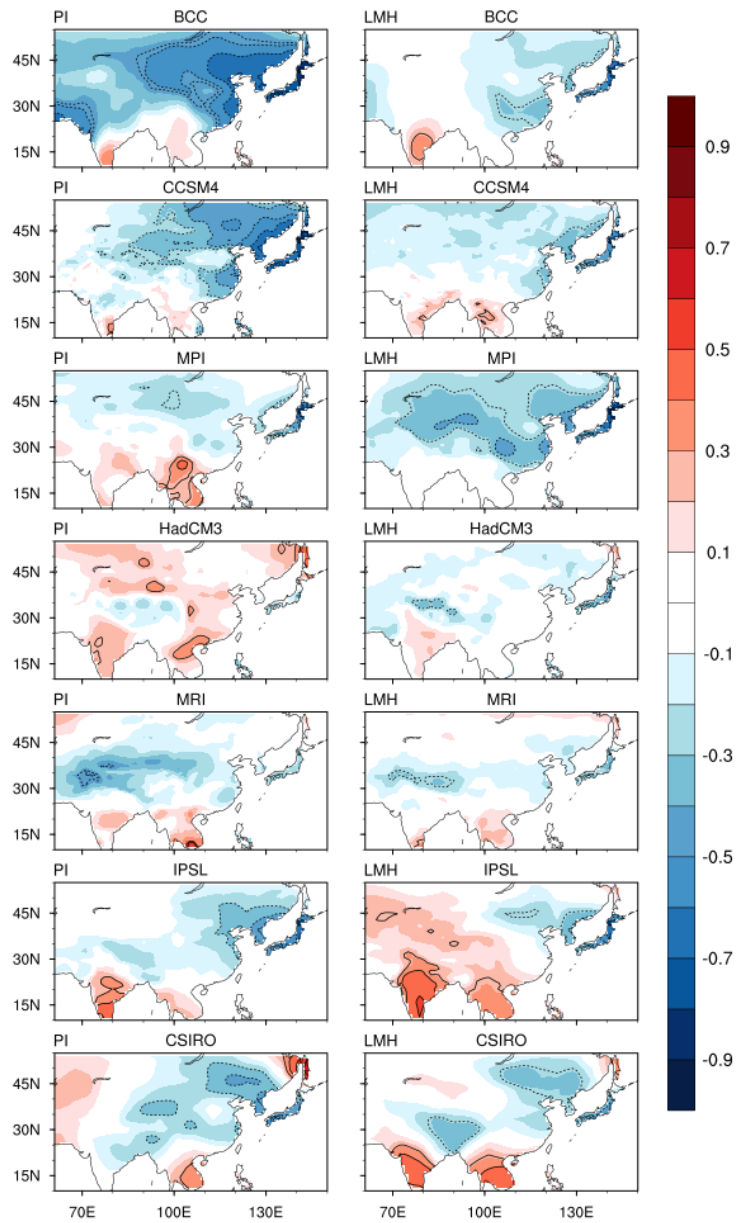 PI BCC LMH BCC
45N
30N
15N
PI CCSM4 LMH CCSM4
45N
30N
15N
PI MPI LMH MPI
45N
30N
15N
PI HadCM3 LMH HadCM3
45N
30N
15N
PI MRI LMH MRI
45N
30N
15N
PI IPSL LMH IPSL
45N
30N
15N
PI CSIRO LMH CSIRO
45N
30N
15N
70E 100E 130E 70E 100E 130E
0.9
0.7
0.5
0.3
0.1
-0.1
-0.3
-0.5
-0.7
-0.9